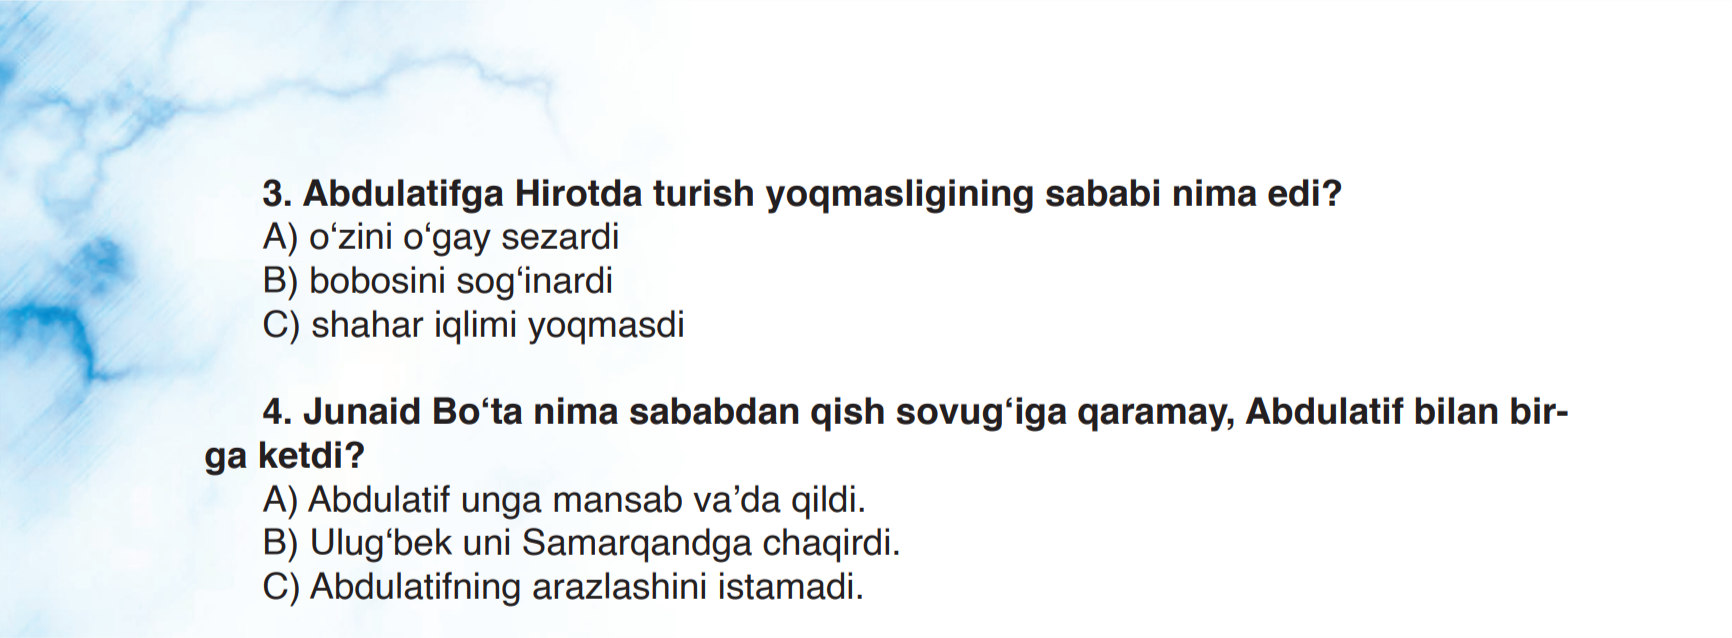 3. Abdulatifga Hirotda turish yoqmasligining sababi nima edi?
A) o‘zini o‘gay sezardi
B) bobosini sog‘inardi
C) shahar iqlimi yoqmasdi
4. Junaid Bo‘ta nima sababdan qish sovug‘iga qaramay, Abdulatif bilan bir-
ga ketdi?
A) Abdulatif unga mansab va’da qildi.
B) Ulug‘bek uni Samarqandga chaqirdi.
C) Abdulatifning arazlashini istamadi.